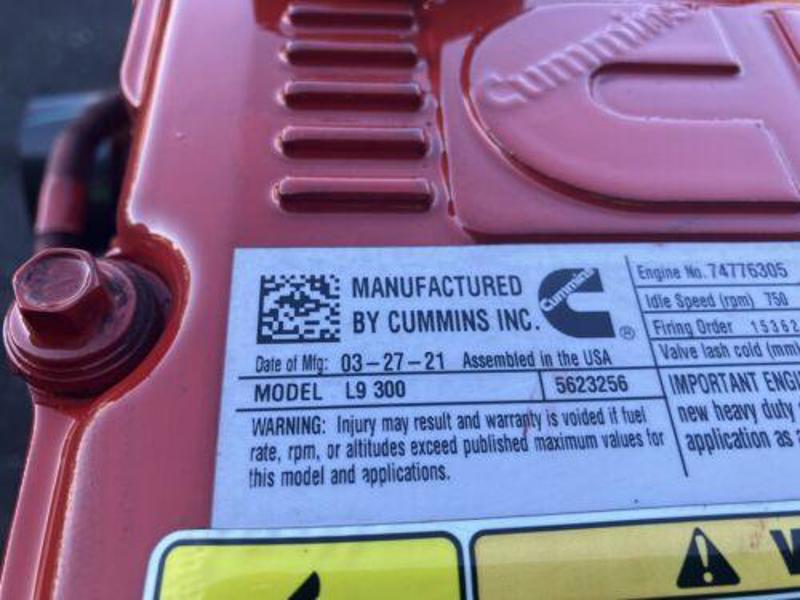 Cummins
MANUFACTURED
BY CUMMINS INC.
Cummins
®
Date of Mfg: 03-27-21 Assembled in the USA
MODEL L9 300 5623256
WARNING: Injury may result and warranty is voided if fuel
rate, rpm, or altitudes exceed published maximum values for
this model and applications.
Engine No. 74776305
Idle Speed (rpm) 750
Firing Order 15362
Valve lash cold (mm)
IMPORTANT ENGI
new heavy duty
application as a
W